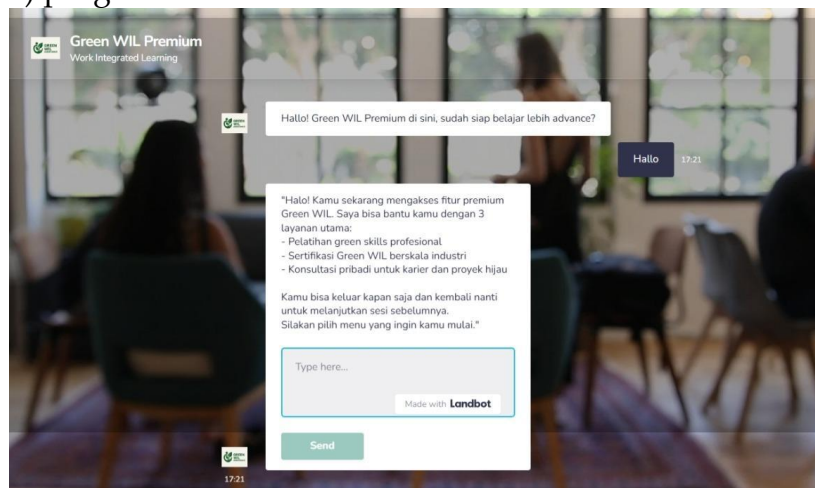 Green WIL Premium
Work Integrated Learning
Hallo! Green WIL Premium di sini, sudah siap belajar lebih advance?
Hallo
17:21
"Halo! Kamu sekarang mengakses fitur premium
Green WIL. Saya bisa bantu kamu dengan 3
layanan utama:
- Pelatihan green skills profesional
- Sertifikasi Green WIL berskala industri
- Konsultasi pribadi untuk karier dan proyek hijau
Kamu bisa keluar kapan saja dan kembali nanti
untuk melanjutkan sesi sebelumnya.
Silakan pilih menu yang ingin kamu mulai."
Type here...
Made with Landbot
Send
17:21